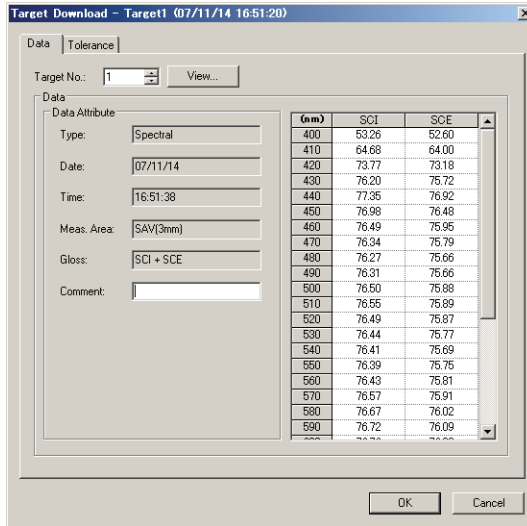 Target Download - Target1 (07/11/14 16:51:20)
Data Tolerance
Target No.: 1 View...
Data
Data Attribute
Type: Spectral
Date: 07/11/14
Time: 16:51:38
Meas. Area: SAV(3mm)
Gloss: SCI + SCE
Comment:
(nm) SCI SCE
400 53.26 52.60
410 64.68 64.00
420 73.77 73.18
430 76.20 75.72
440 77.35 76.92
450 76.98 76.48
460 76.49 75.95
470 76.34 75.79
480 76.27 75.66
490 76.31 75.66
500 76.50 75.88
510 76.55 75.89
520 76.49 75.87
530 76.44 75.77
540 76.41 75.69
550 76.39 75.75
560 76.43 75.81
570 76.57 75.91
580 76.67 76.02
590 76.72 76.09
OK Cancel